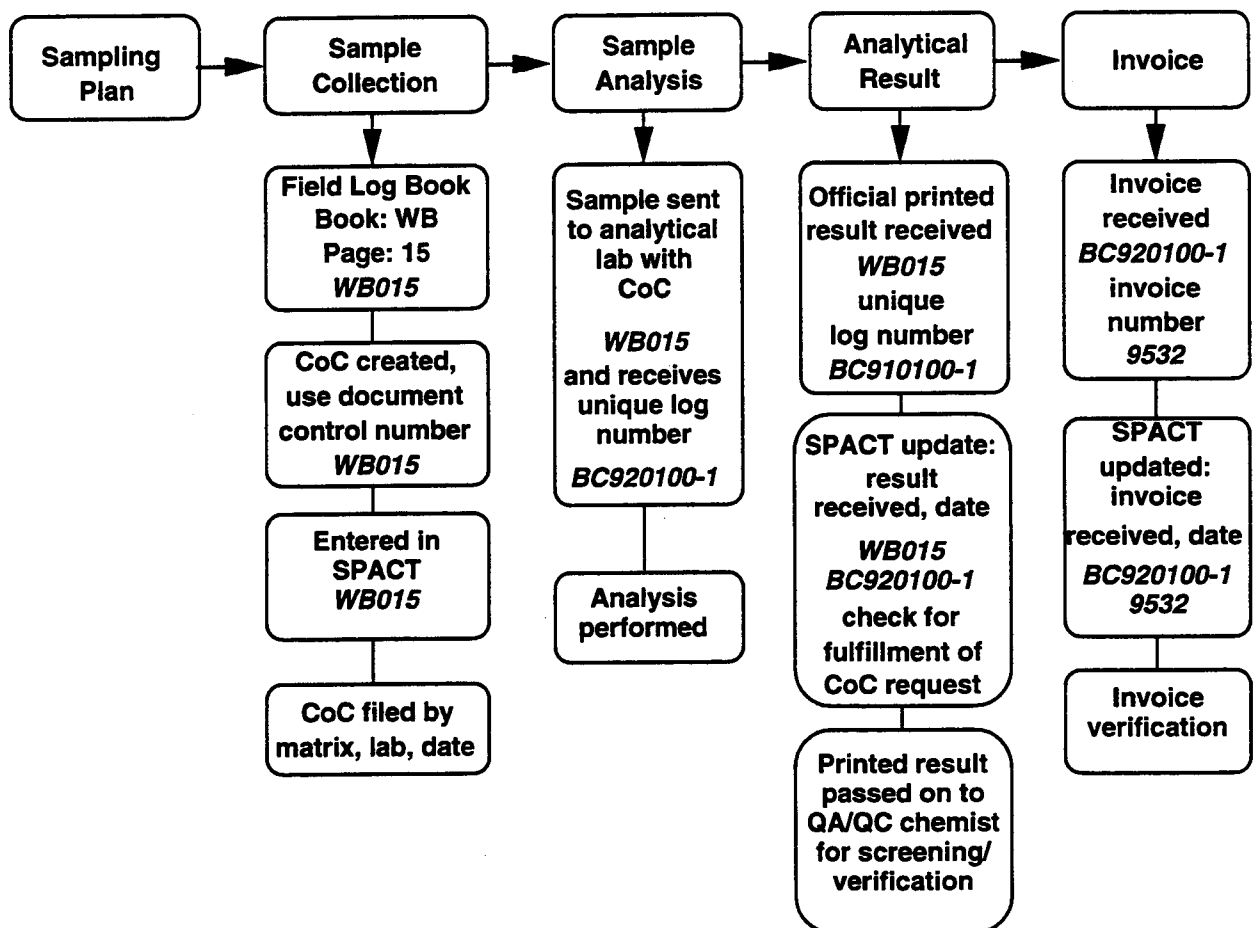 Sampling
Plan
Sample
Collection
Sample
Analysis
Analytical
Result
Invoice
Field Log Book
Book: WB
Page: 15
WB015
CoC created,
use document
control number
WB015
Entered in
SPACT
WB015
CoC filed by
matrix, lab, date
Sample sent
to analytical
lab with
CoC
WB015
and receives
unique log
number
BC920100-1
Analysis
performed
Official printed
result received
WB015
unique
log number
BC910100-1
SPACT update:
result
received, date
WB015
BC920100-1
check for
fulfillment of
CoC request
Printed result
passed on to
QA/QC chemist
for screening/
verification
Invoice
received
BC920100-1
invoice
number
9532
SPACT
updated:
invoice
received, date
BC920100-1
9532
Invoice
verification